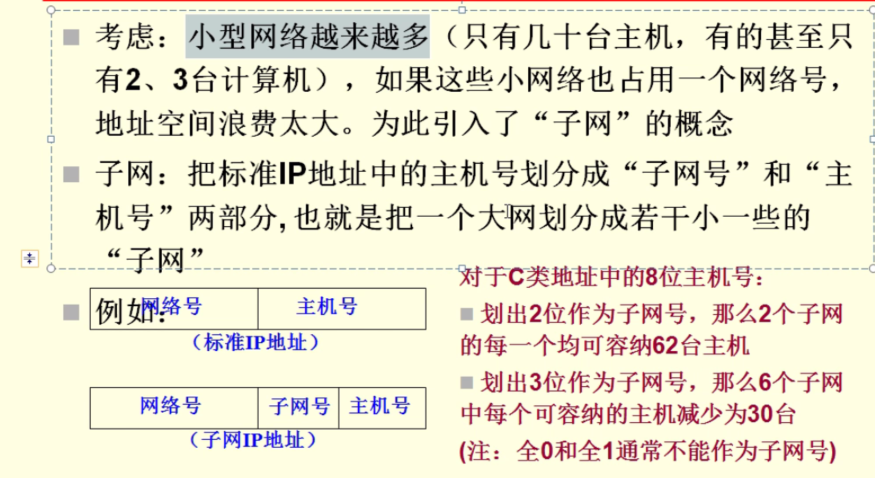 考虑：小型网络越来越多（只有几十台主机，有的甚至只
有2、3台计算机），如果这些小网络也占用一个网络号，
地址空间浪费太大。为此引入了“子网”的概念
子网：把标准IP地址中的主机号划分成“子网号”和“主
机号”两部分,也就是把一个大网划分成若干小一些的
“子网”
例如：
网络号 主机号
（标准IP地址）
网络号 子网号 主机号
（子网IP地址）
对于C类地址中的8位主机号：
划出2位作为子网号，那么2个子网
的每一个均可容纳62台主机
划出3位作为子网号，那么6个子网
中每个可容纳的主机减少为30台
(注：全0和全1通常不能作为子网号)